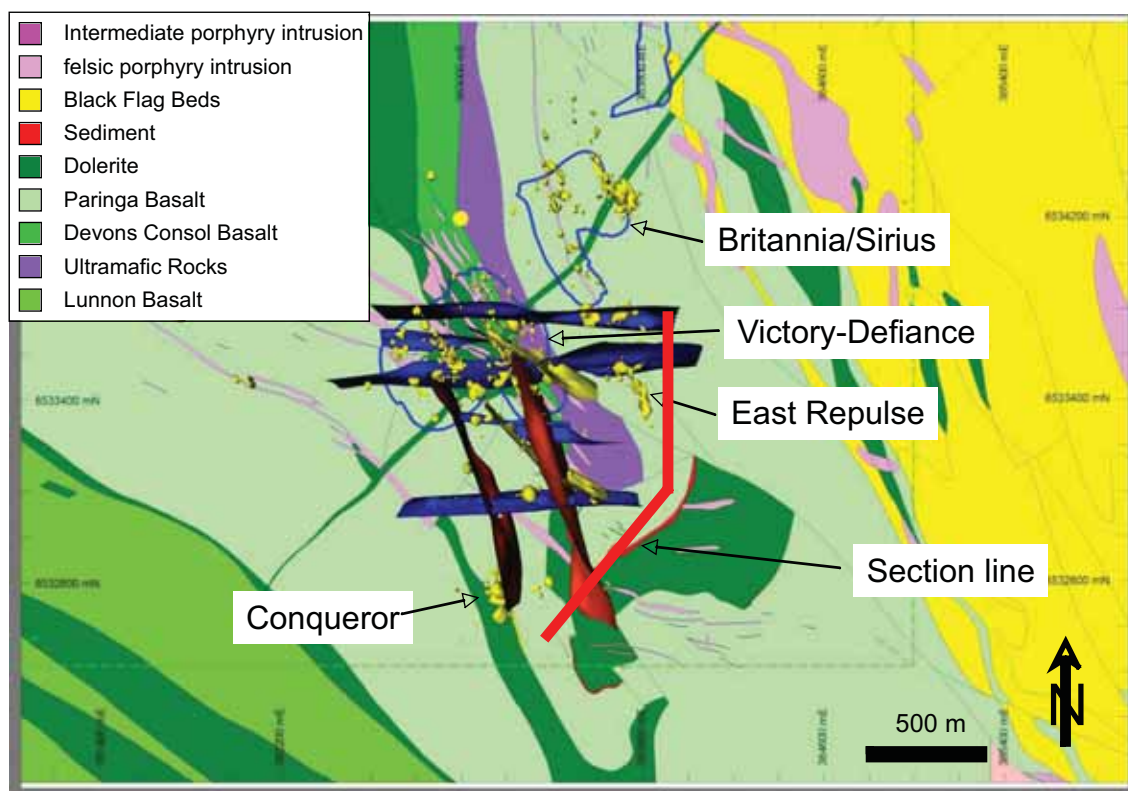 Intermediate porphyry intrusion
felsic porphyry intrusion
Black Flag Beds
Sediment
Dolerite
Paringa Basalt
Devons Consol Basalt
Ultramafic Rocks
Lunnon Basalt
Britannia/Sirius
Victory-Defiance
East Repulse
Section line
Conqueror
6534200 mN
6533400 mN
6533400 mN
6532800 mN
500 m
N